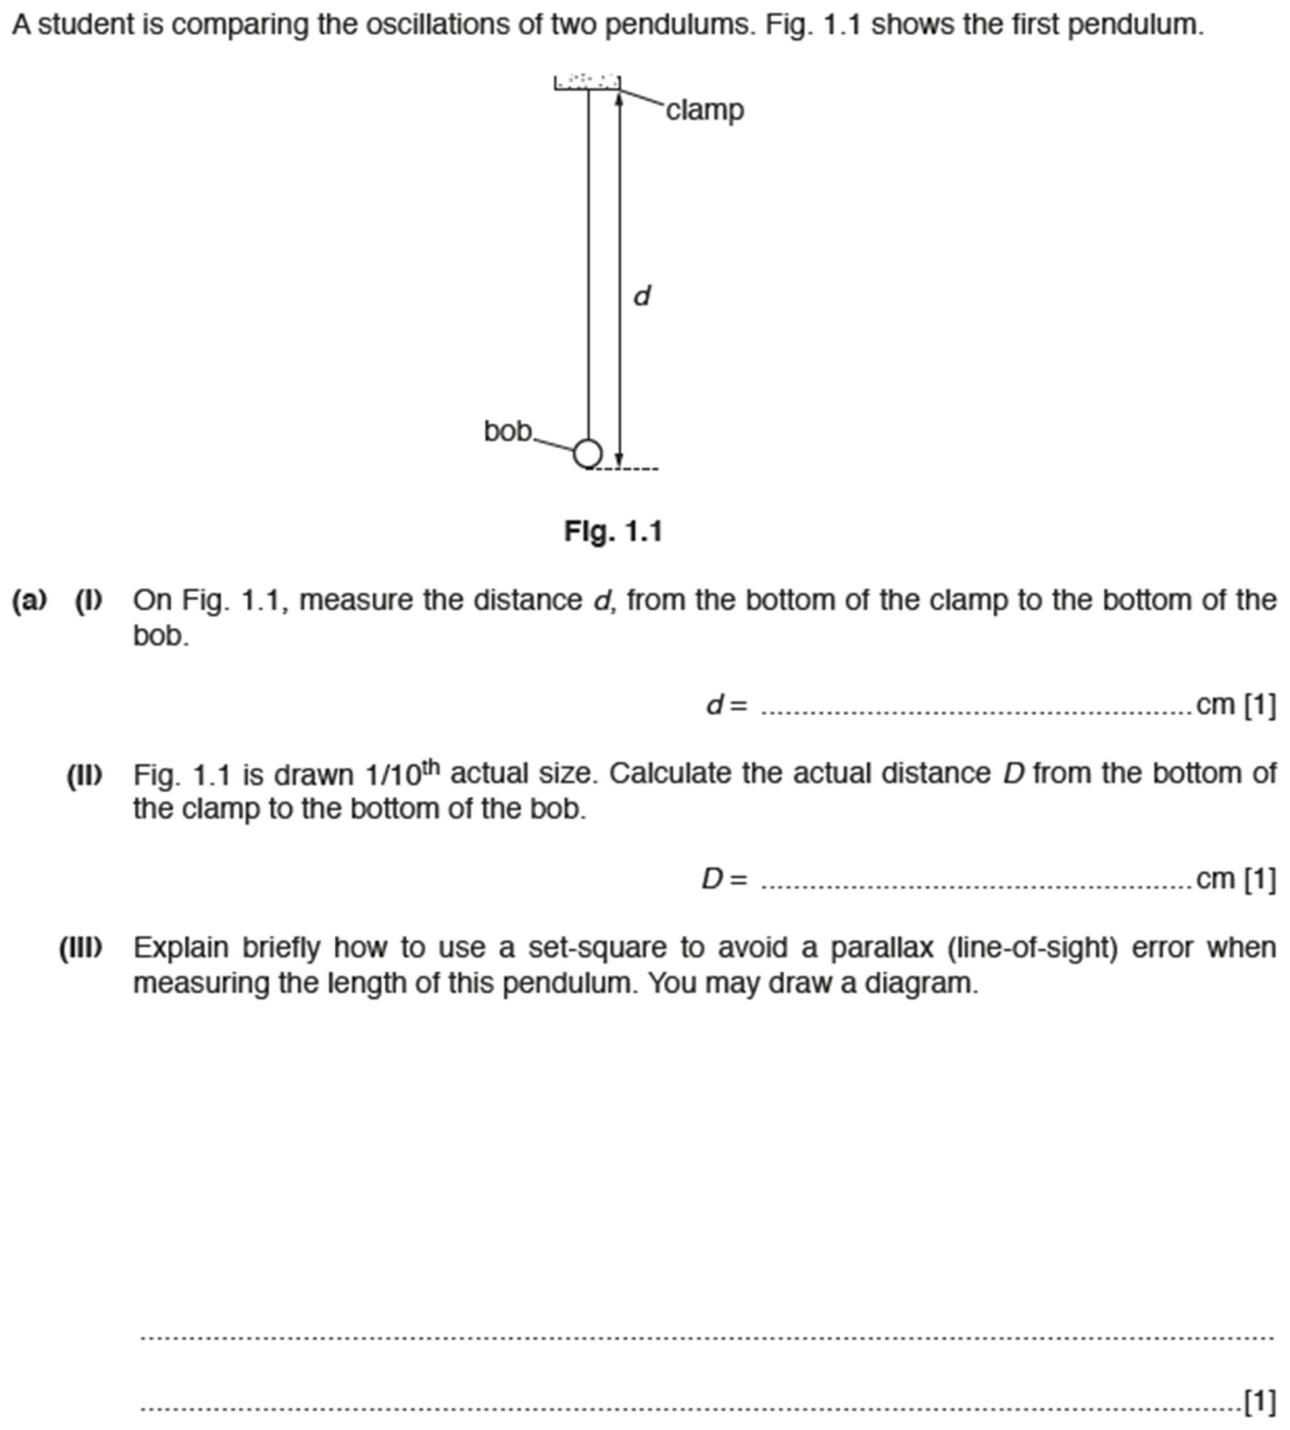 A student is comparing the oscillations of two pendulums. Fig. 1.1 shows the first pendulum.
clamp
d
bob
Fig. 1.1
(a) (I) On Fig. 1.1, measure the distance d, from the bottom of the clamp to the bottom of the
bob.
d = ..................................................... cm [1]
(II) Fig. 1.1 is drawn 1/10th actual size. Calculate the actual distance D from the bottom of
the clamp to the bottom of the bob.
D = ..................................................... cm [1]
(III) Explain briefly how to use a set-square to avoid a parallax (line-of-sight) error when
measuring the length of this pendulum. You may draw a diagram.
..........................................................................................................................................
......................................................................................................................................[1]